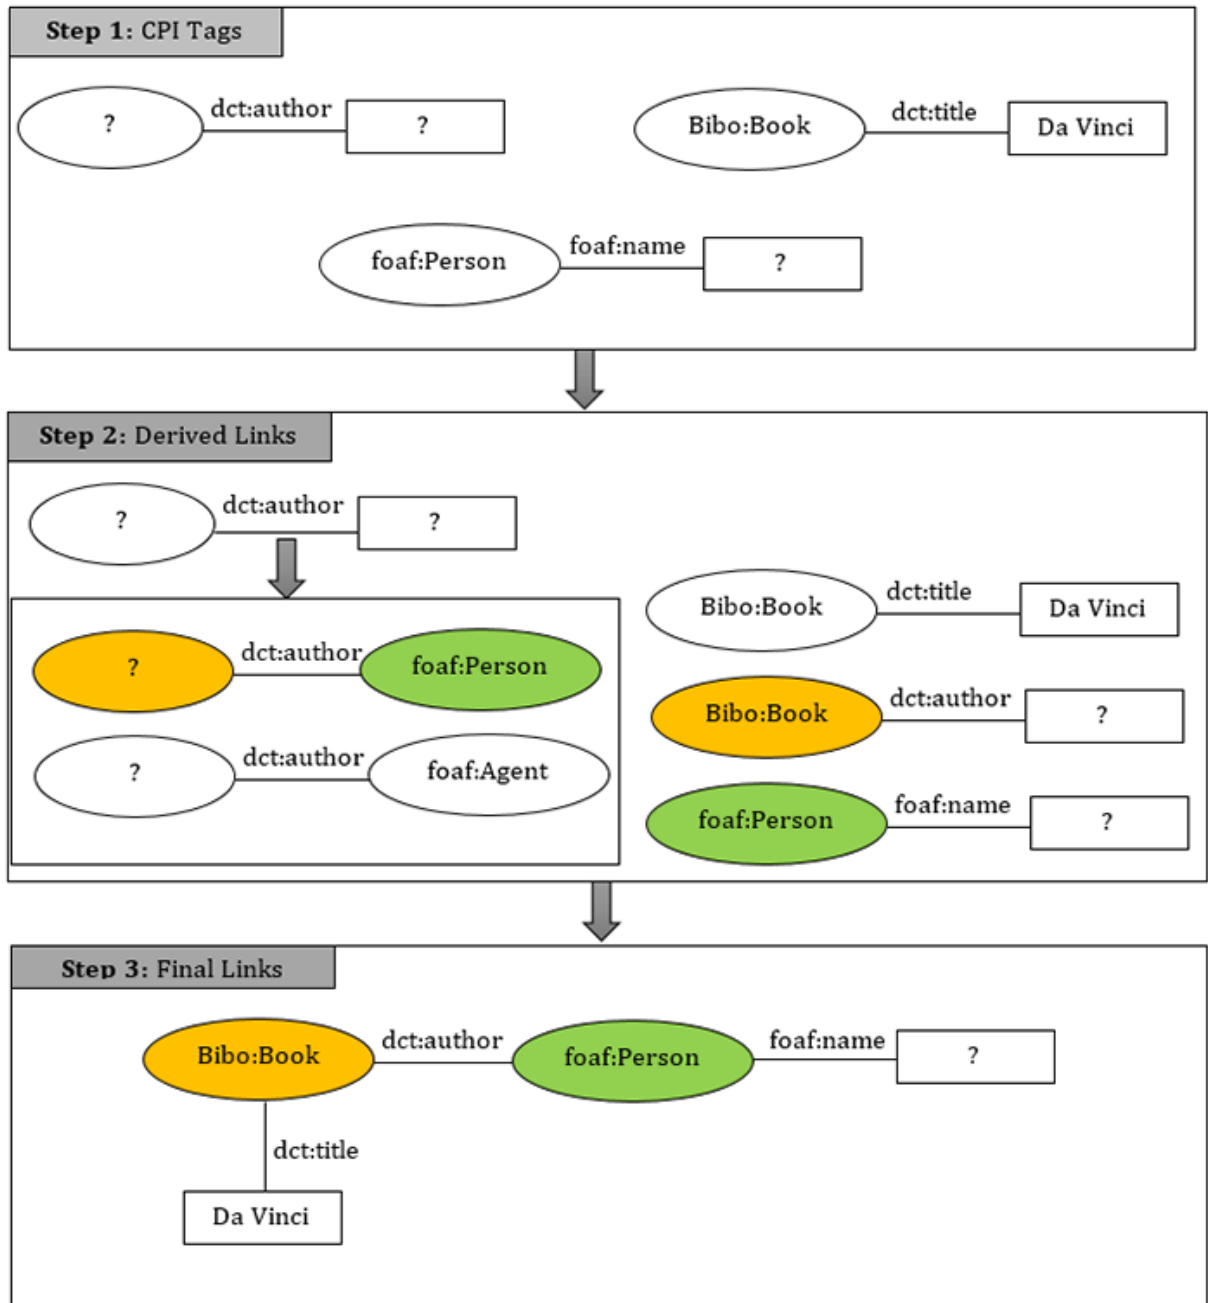 Step 1: CPI Tags
?
dct:author
?
Bibo:Book
dct:title
Da Vinci
foaf:Person
foaf:name
?
Step 2: Derived Links
?
dct:author
?
?
dct:author
foaf:Person
?
dct:author
foaf:Agent
Bibo:Book
dct:title
Da Vinci
Bibo:Book
dct:author
?
foaf:Person
foaf:name
?
Step 3: Final Links
Bibo:Book
dct:author
foaf:Person
foaf:name
?
dct:title
Da Vinci